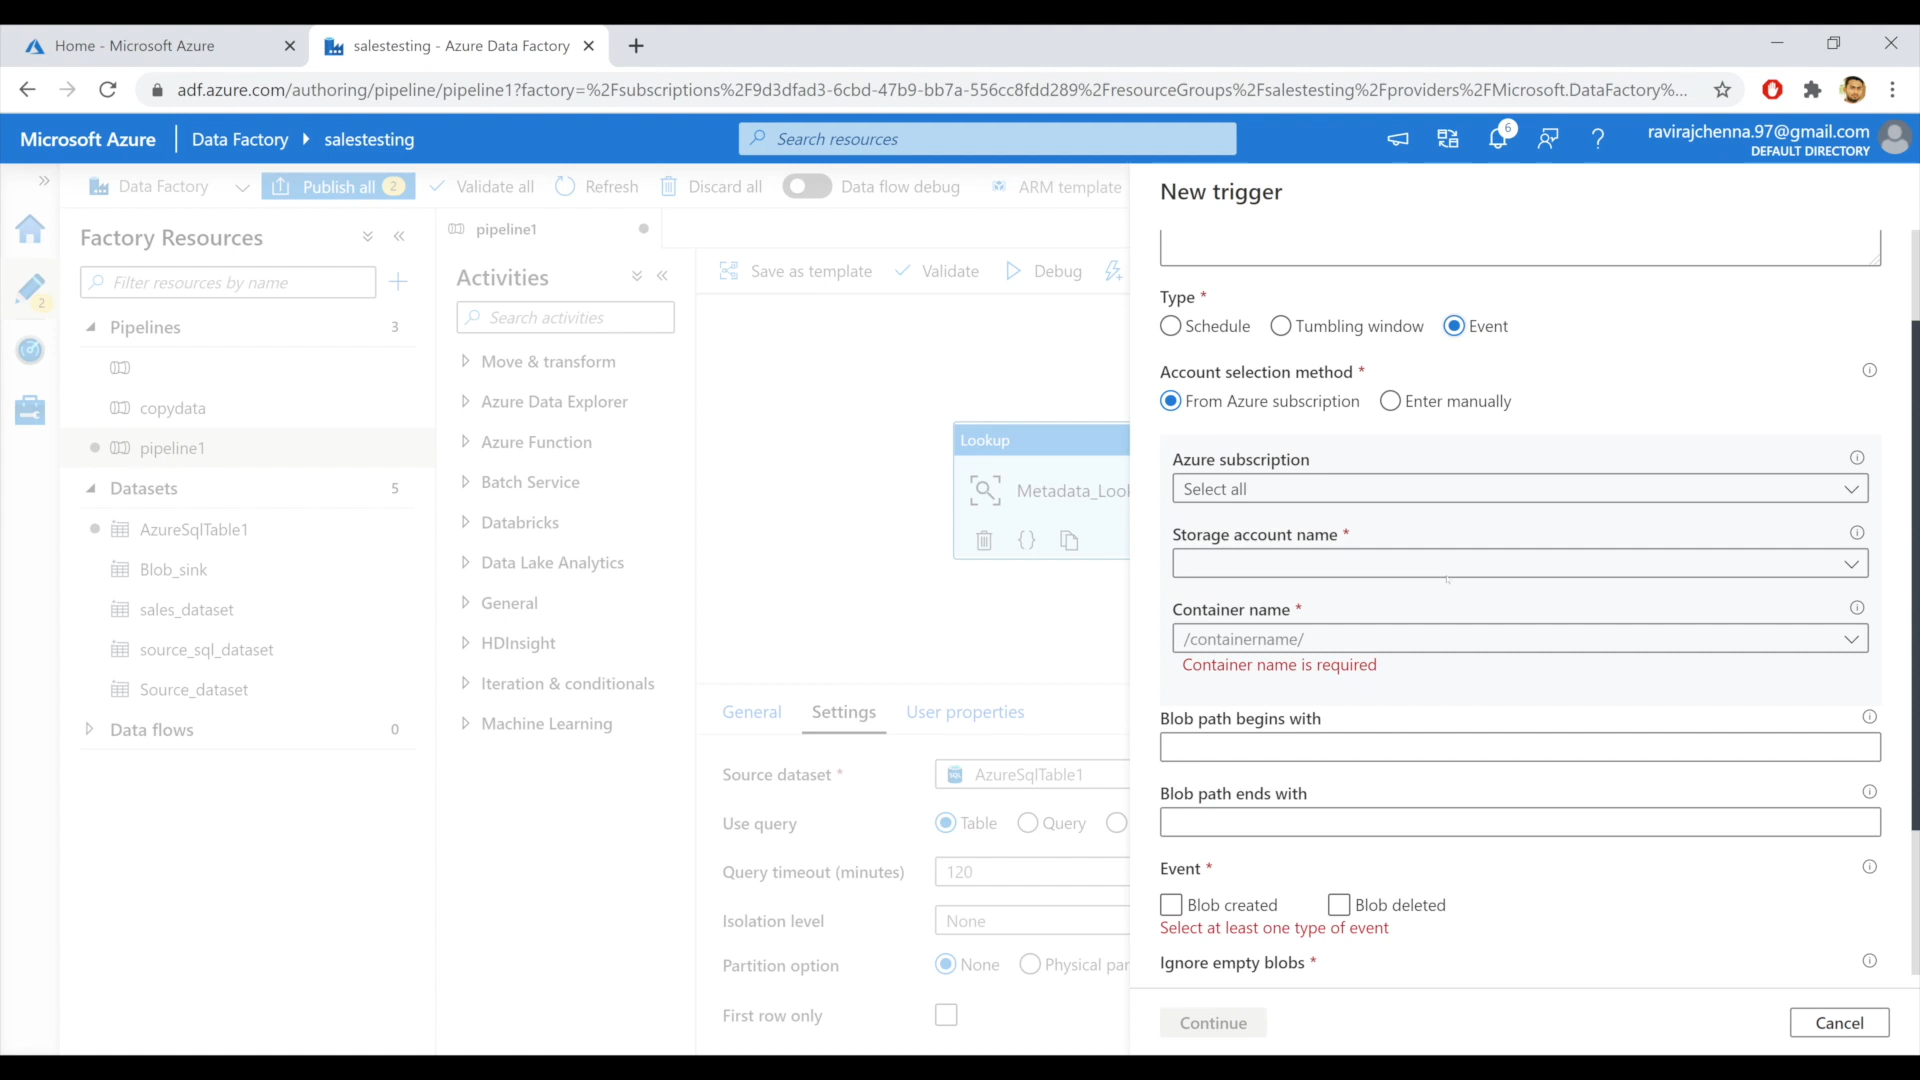 Home - Microsoft Azure
salestesting - Azure Data Factory
adf.azure.com/authoring/pipeline/pipeline1?factory=%2Fsubscriptions%2F9d3dfad3-6cbd-47b9-bb7a-556cc8fdd289%2FresourceGroups%2Fsalestesting%2Fproviders%2FMicrosoft.DataFactory%...
Microsoft Azure
Data Factory
salestesting
Search resources
6
ravirajchenna.97@gmail.com
DEFAULT DIRECTORY
Data Factory
Publish all 2
Validate all
Refresh
Discard all
Data flow debug
ARM template
2
Factory Resources
Filter resources by name
Pipelines 3
copydata
pipeline1
Datasets 5
AzureSqlTable1
Blob_sink
sales_dataset
source_sql_dataset
Source_dataset
Data flows 0
pipeline1
Activities
Search activities
Move & transform
Azure Data Explorer
Azure Function
Batch Service
Databricks
Data Lake Analytics
General
HDInsight
Iteration & conditionals
Machine Learning
Save as template
Validate
Debug
Lookup
Metadata_Look
{}
General
Settings
User properties
Source dataset *
SQL
AzureSqlTable1
Use query
Table
Query
Query timeout (minutes)
120
Isolation level
None
Partition option
None
Physical par
First row only
New trigger
Type *
Schedule
Tumbling window
Event
Account selection method *
From Azure subscription
Enter manually
Azure subscription
Select all
Storage account name *
Container name *
/containername/
Container name is required
Blob path begins with
Blob path ends with
Event *
Blob created
Blob deleted
Select at least one type of event
Ignore empty blobs *
Continue
Cancel